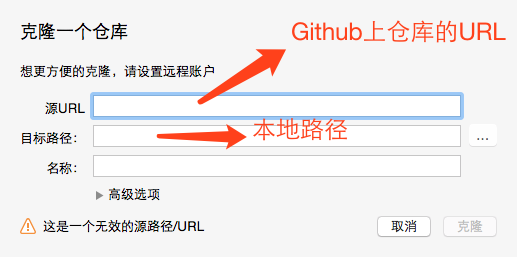 克隆一个仓库
Github上仓库的URL
想更方便的克隆，请设置远程账户
源URL
目标路径：
本地路径
...
名称：
高级选项
这是一个无效的源路径/URL
取消
克隆